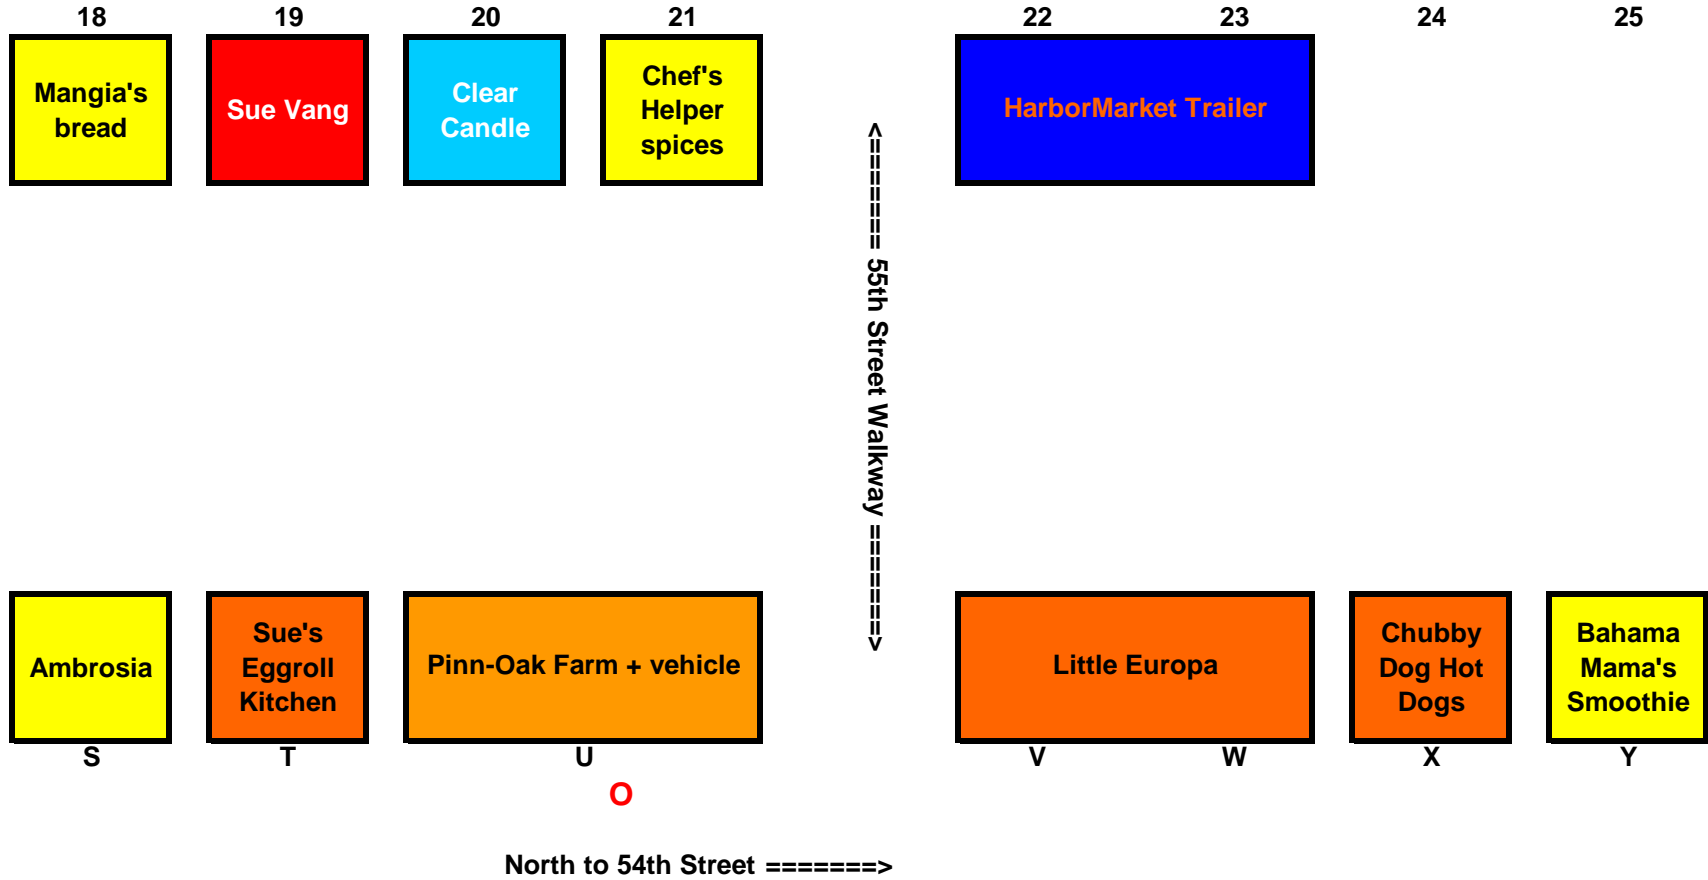 18 19 20 21 22 23 24 25
Mangia's
bread
Sue Vang
Clear
Candle
Chef's
Helper
spices
HarborMarket Trailer
<======= 55th Street Walkway =======>
Ambrosia
Sue's
Eggroll
Kitchen
Pinn-Oak Farm + vehicle
Little Europa
Chubby
Dog Hot
Dogs
Bahama
Mama's
Smoothie
S T U V W X Y
O
North to 54th Street =======>